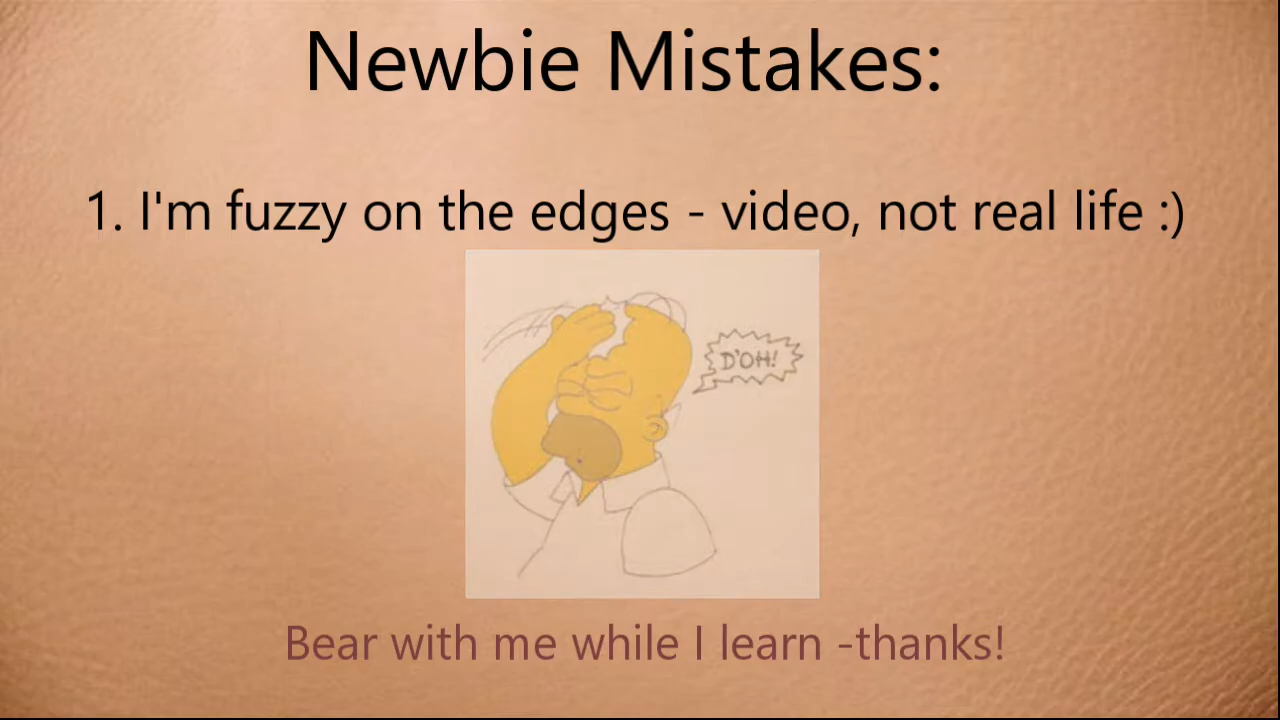 Newbie Mistakes:
1. I'm fuzzy on the edges - video, not real life :)
D'OH!
Bear with me while I learn -thanks!